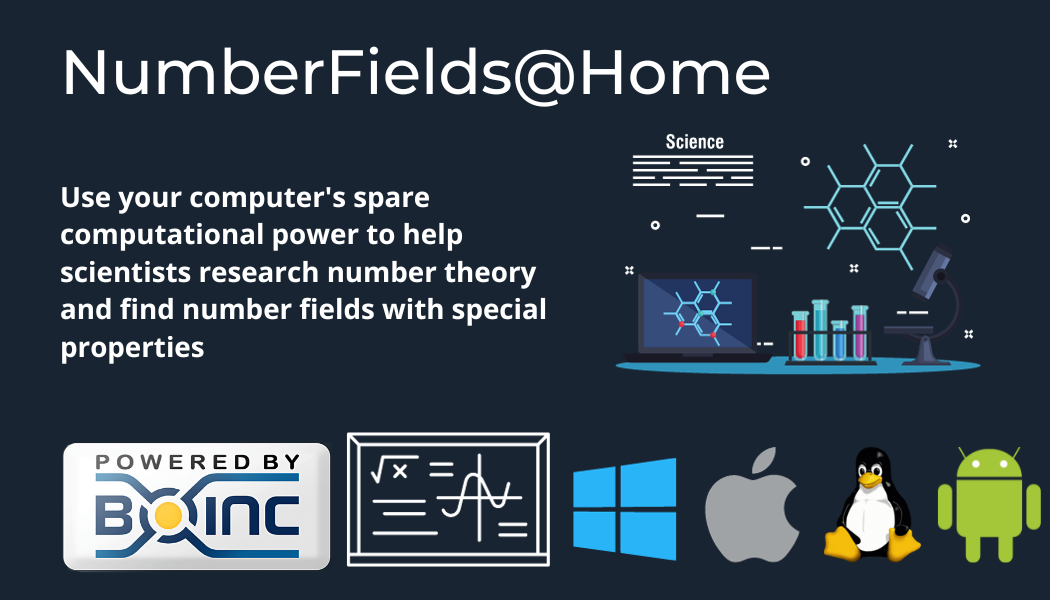 NumberFields@Home
Science
Use your computer's spare
computational power to help
scientists research number theory
and find number fields with special
properties
POWERED BY
BOINC
√x